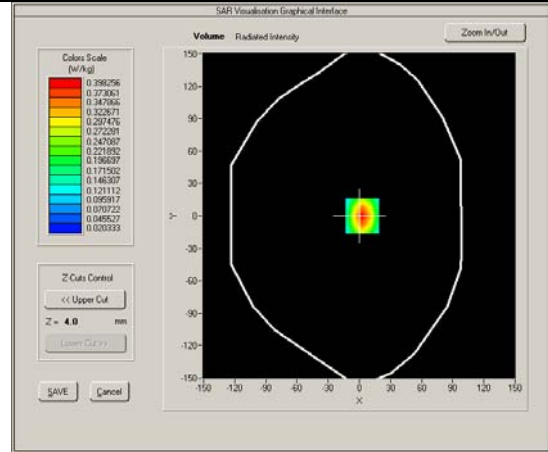 SAR Visualisation Graphical Interface
Volume Radiated Intensity
Zoom In/Out
Colors Scale
(W/kg)
0.398256
0.373061
0.347866
0.322671
0.297476
0.272281
0.247087
0.221892
0.196697
0.171502
0.146307
0.121112
0.095917
0.070722
0.045527
0.020333
150
120
90
60
30
0
-30
-60
-90
-120
-150
Y
-150 -120 -90 -60 -30 0 30 60 90 120 150
X
Z Cuts Control
<< Upper Cut
Z = 4.0 mm
Lower Cut >>
SAVE Cancel